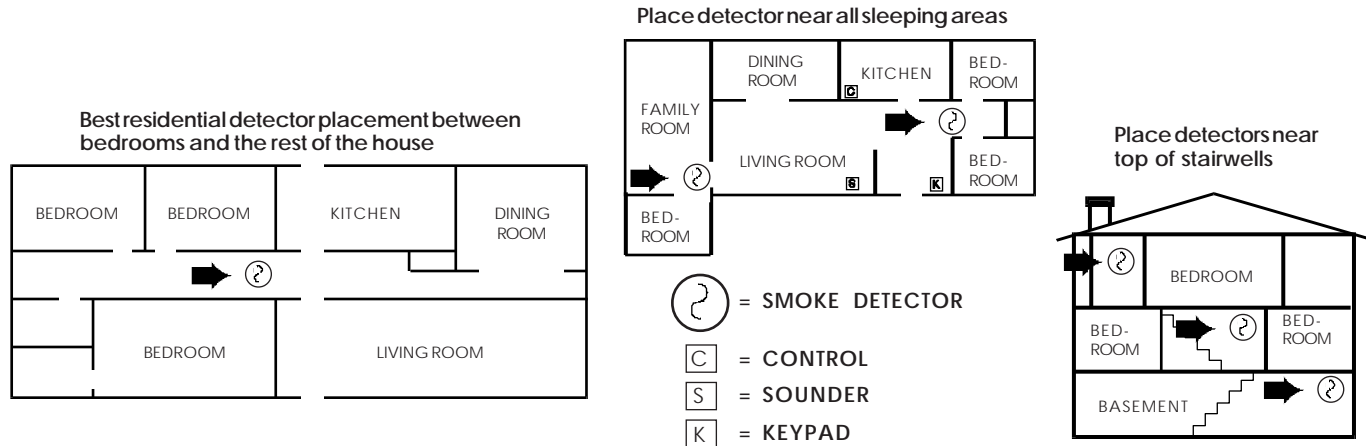 Best residential detector placement between
bedrooms and the rest of the house
BEDROOM
BEDROOM
KITCHEN
DINING
ROOM
BEDROOM
LIVING ROOM
Place detector near all sleeping areas
DINING
ROOM
KITCHEN
BED-
ROOM
C
FAMILY
ROOM
LIVING ROOM
S
K
BED-
ROOM
BED-
ROOM
= SMOKE DETECTOR
C = CONTROL
S = SOUNDER
K = KEYPAD
Place detectors near
top of stairwells
BEDROOM
BED-
ROOM
BED-
ROOM
BASEMENT